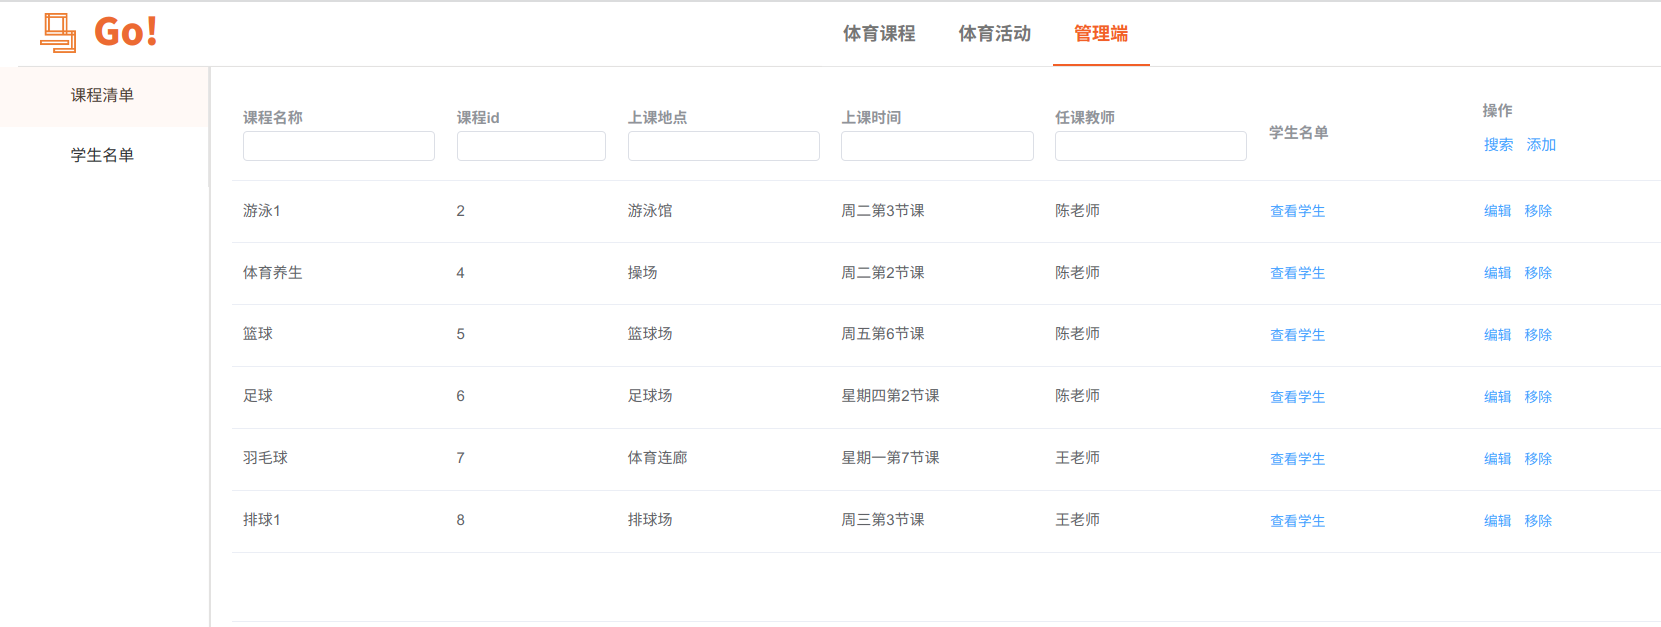 Go!
体育课程 体育活动 管理端
课程清单
学生名单
课程名称 课程id 上课地点 上课时间 任课教师 学生名单 操作
搜索 添加
游泳1 2 游泳馆 周二第3节课 陈老师 查看学生 编辑 移除
体育养生 4 操场 周二第2节课 陈老师 查看学生 编辑 移除
篮球 5 篮球场 周五第6节课 陈老师 查看学生 编辑 移除
足球 6 足球场 星期四第2节课 陈老师 查看学生 编辑 移除
羽毛球 7 体育连廊 星期一第7节课 王老师 查看学生 编辑 移除
排球1 8 排球场 周三第3节课 王老师 查看学生 编辑 移除